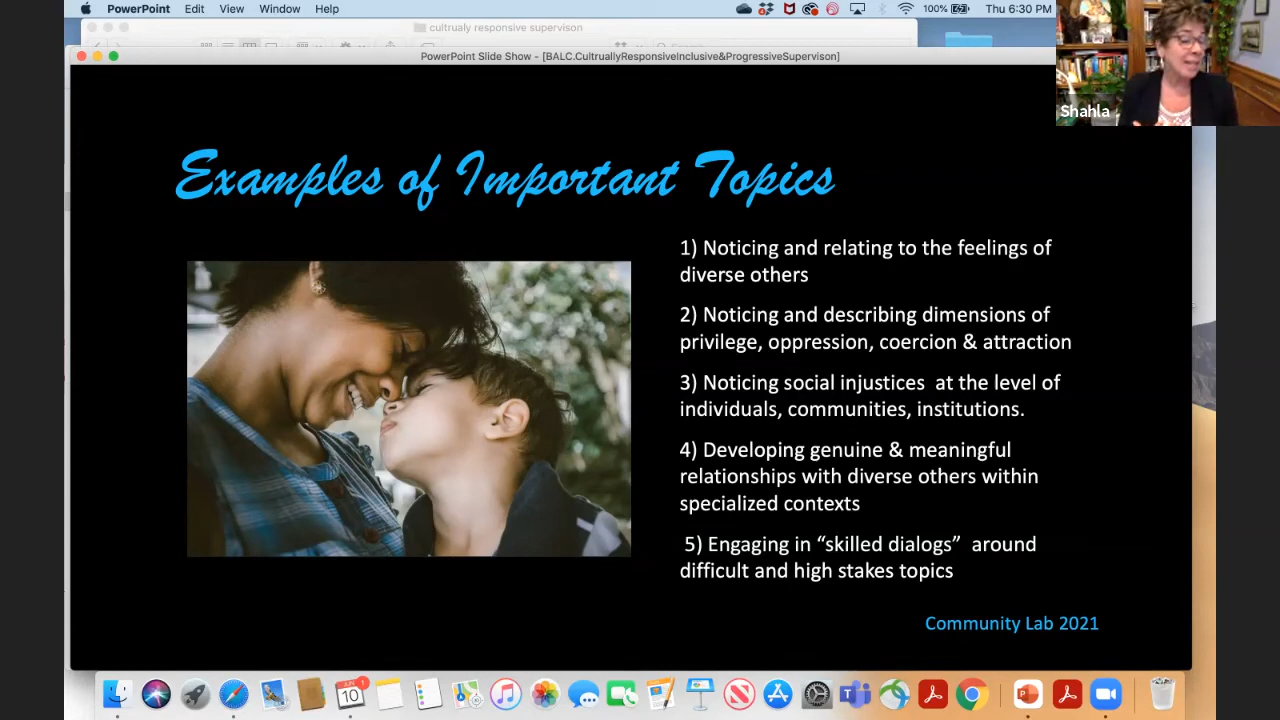 PowerPoint Edit View Window Help
100% Thu 6:30 PM
cultrualy responsive supervison
PowerPoint Slide Show - [BALC.CultruallyResponsiveInclusive&ProgressiveSupervison]
Shahla
Examples of Important Topics
1) Noticing and relating to the feelings of
diverse others
2) Noticing and describing dimensions of
privilege, oppression, coercion & attraction
3) Noticing social injustices at the level of
individuals, communities, institutions.
4) Developing genuine & meaningful
relationships with diverse others within
specialized contexts
5) Engaging in “skilled dialogs” around
difficult and high stakes topics
Community Lab 2021
JUN
10